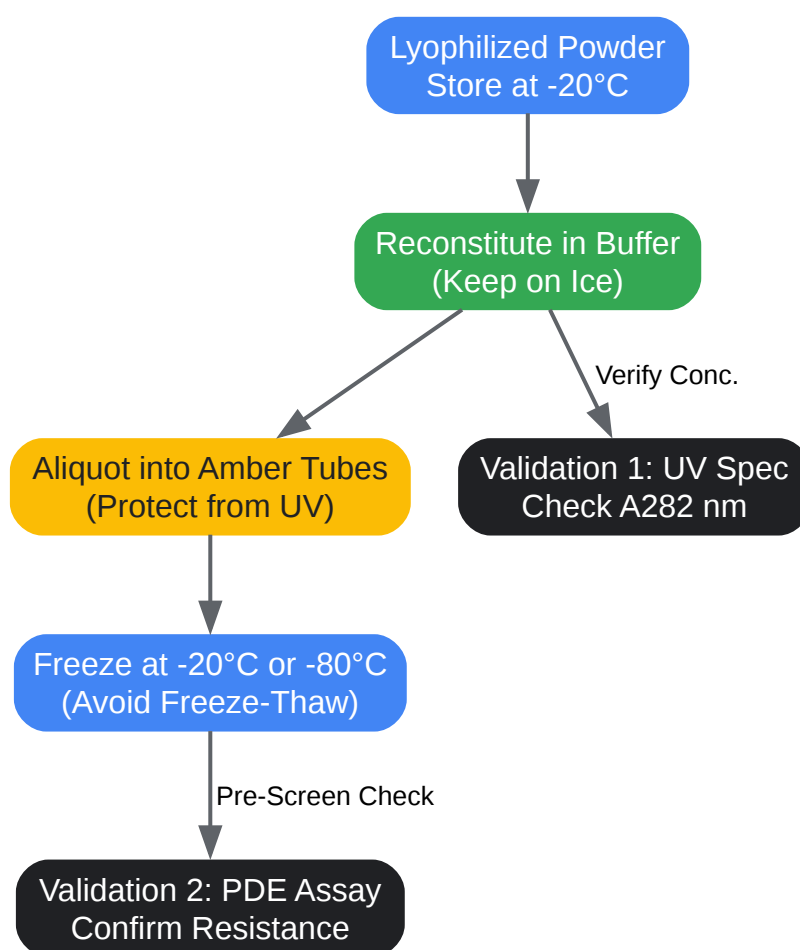 Lyophilized Powder
Store at -20°C
Reconstitute in Buffer
(Keep on Ice)
Verify Conc.
Aliquot into Amber Tubes
(Protect from UV)
Validation 1: UV Spec
Check A282 nm
Freeze at -20°C or -80°C
(Avoid Freeze-Thaw)
Pre-Screen Check
Validation 2: PDE Assay
Confirm Resistance